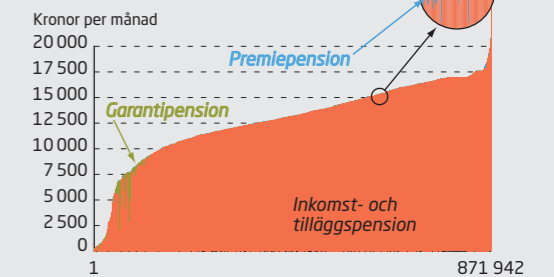 Kronor per månad
20 000
Premiepension
17 500
15 000
Garantipension
12 500
10 000
7 500
5 000
Inkomst- och
tilläggspension
2 500
0
1
871 942